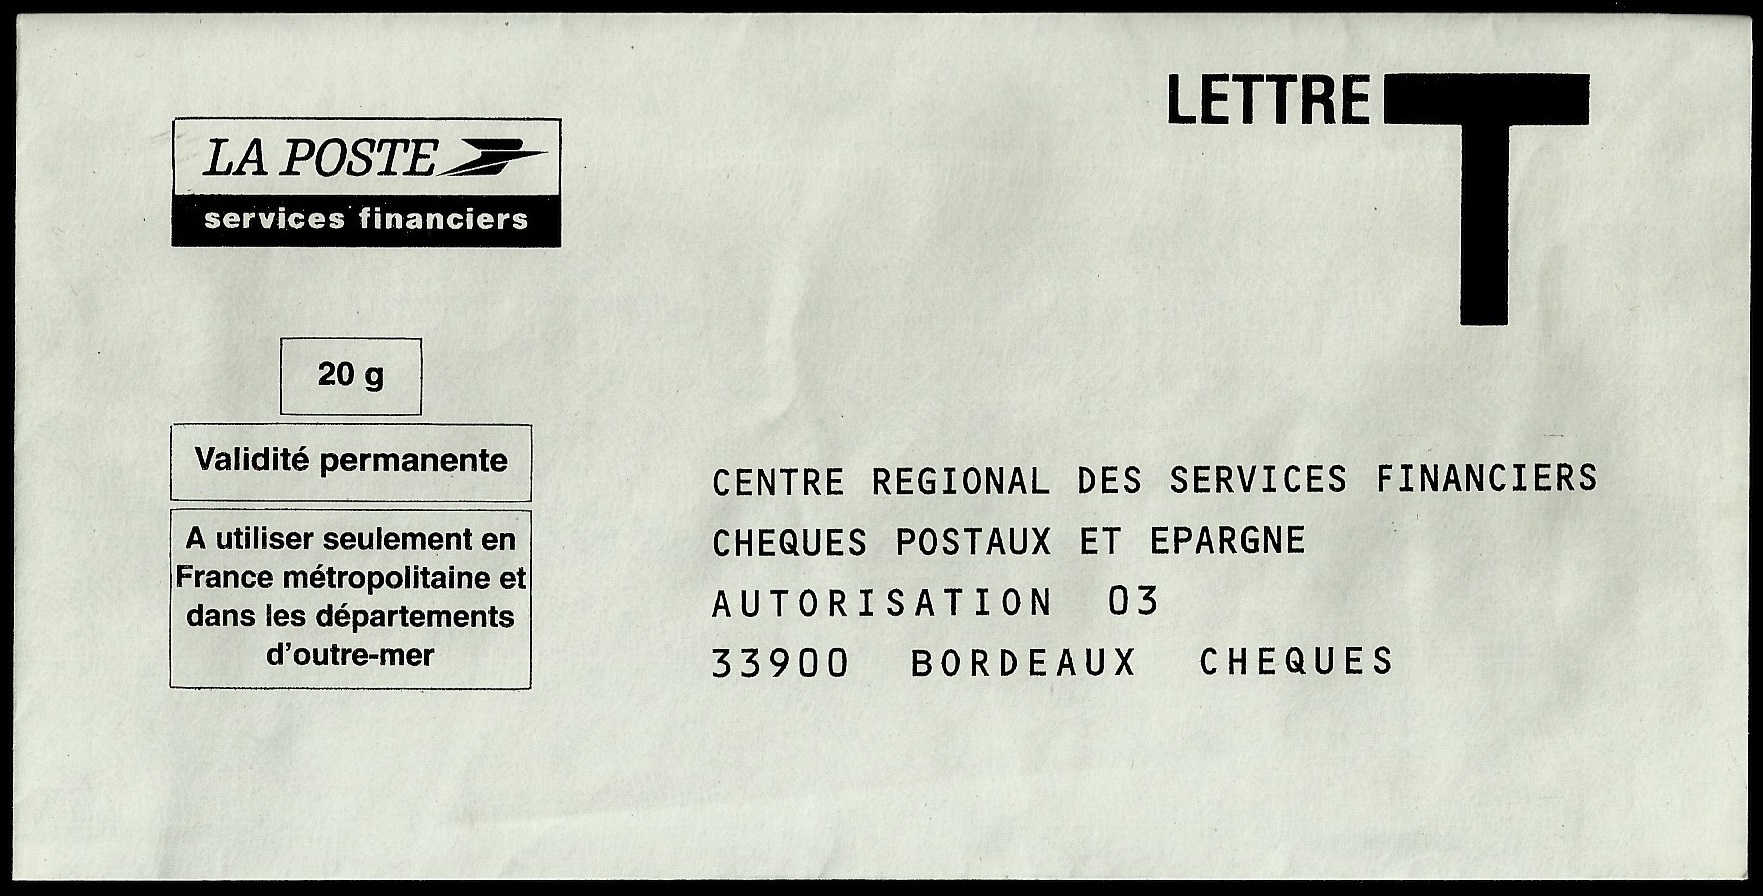 LETTRE T
LA POSTE
services financiers
20 g
Validité permanente
A utiliser seulement en
France métropolitaine et
dans les départements
d'outre-mer
CENTRE REGIONAL DES SERVICES FINANCIERS
CHEQUES POSTAUX ET EPARGNE
AUTORISATION 03
33900 BORDEAUX CHEQUES